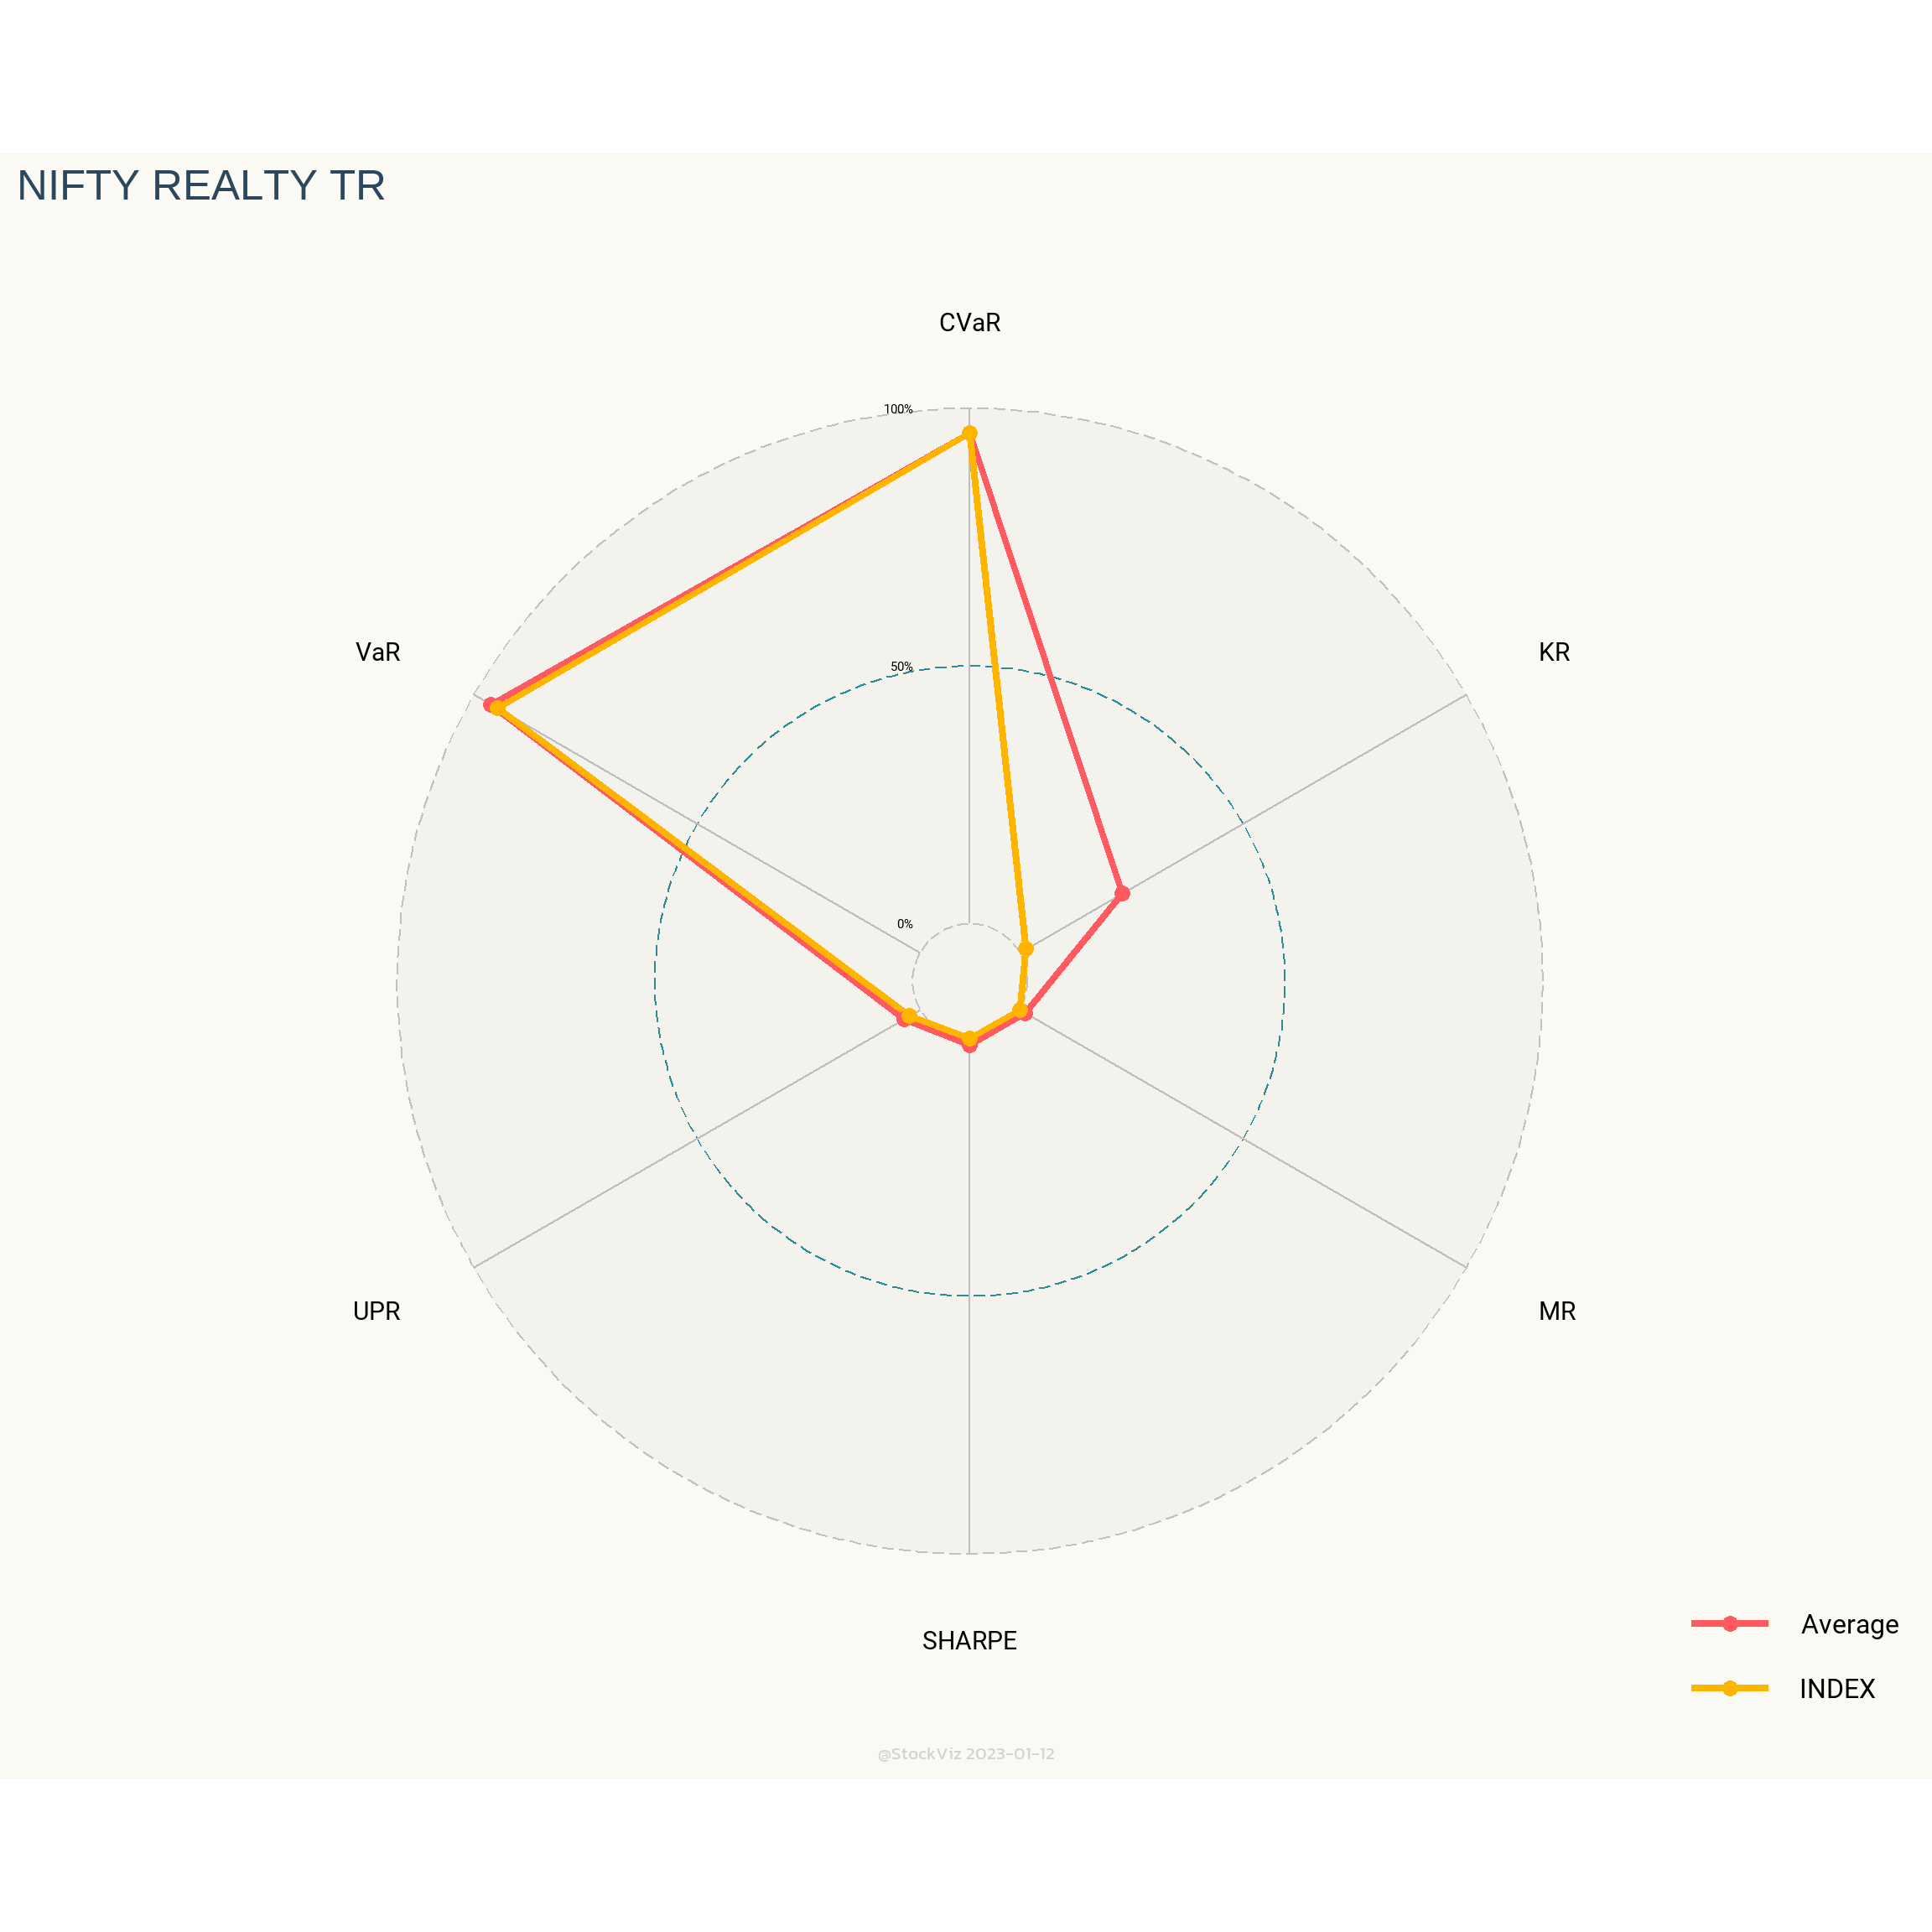 NIFTY REALTY TR
CVaR
100%
KR
VaR
50%
0%
UPR
MR
SHARPE
Average
INDEX
@StockViz 2023-01-12